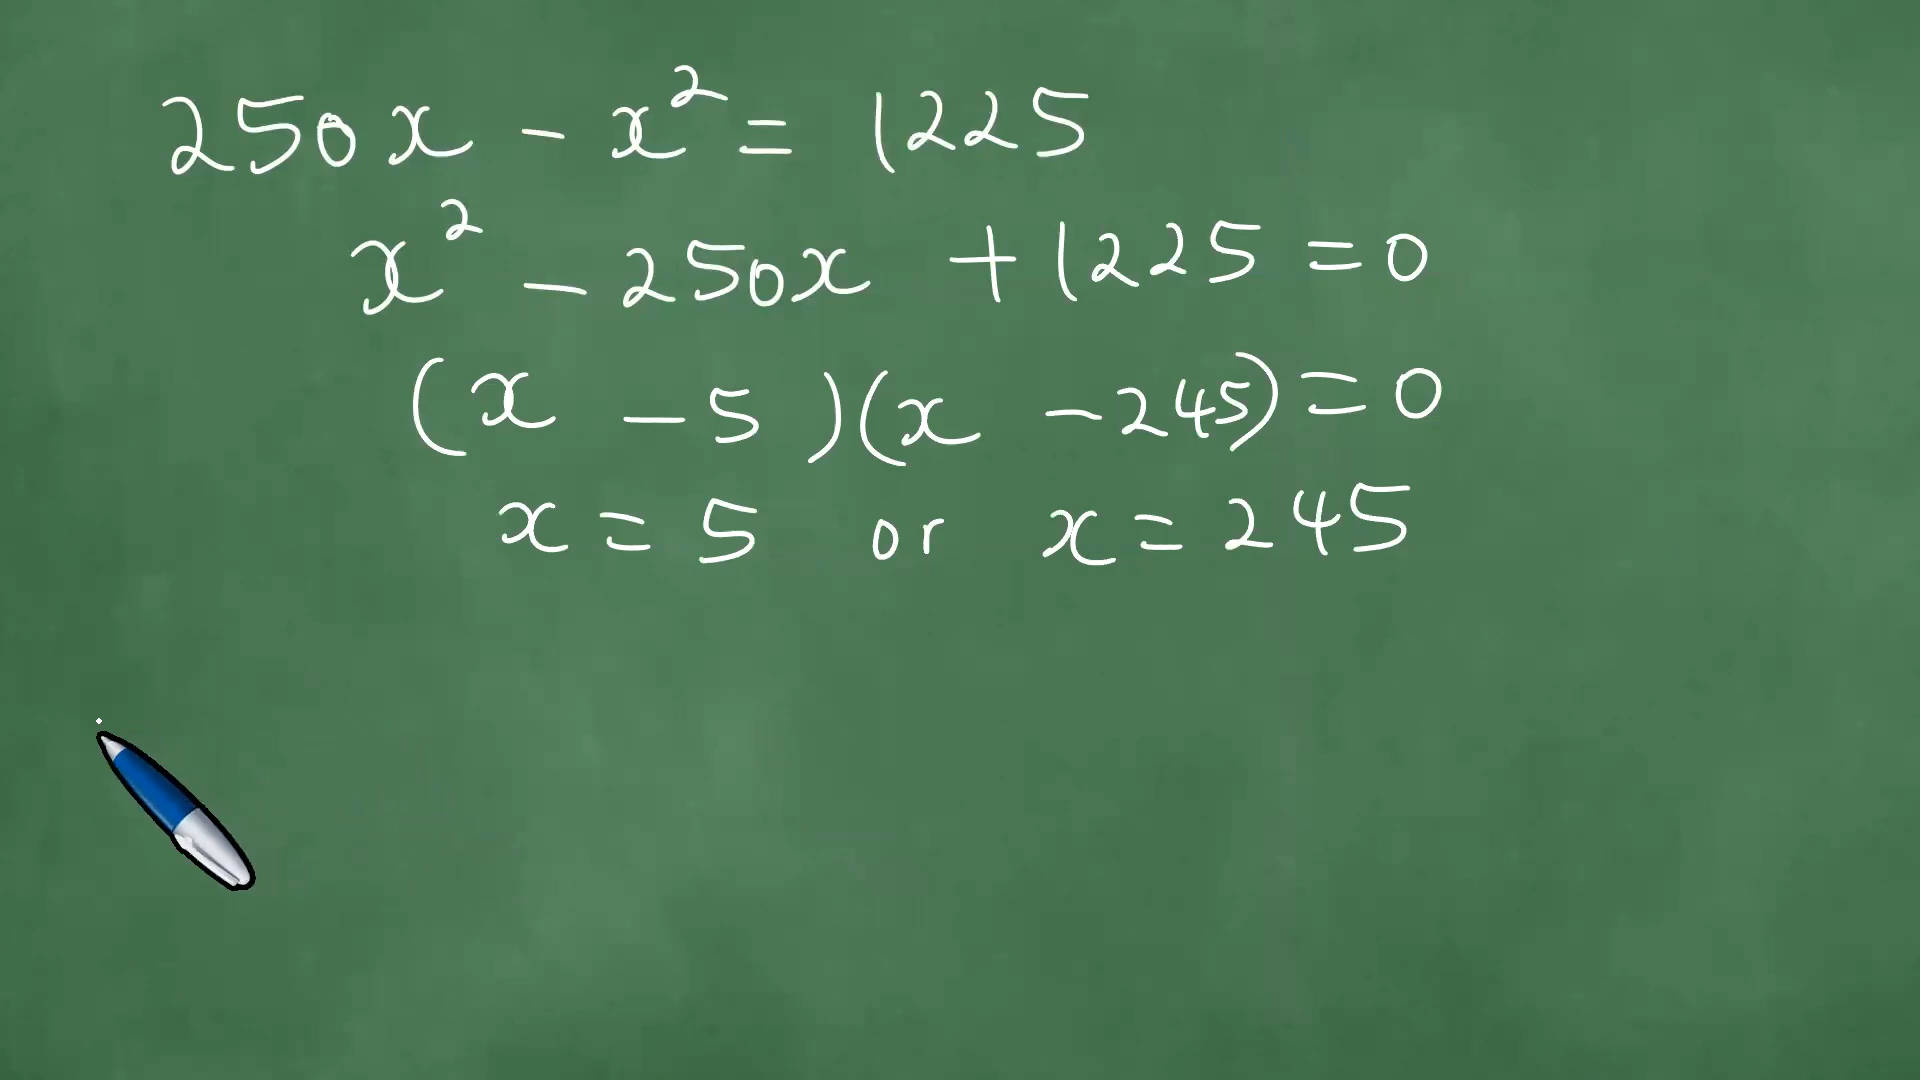 250x - x² = 1225
x² - 250x + 1225 = 0
(x - 5)(x - 245) = 0
x = 5 or x = 245